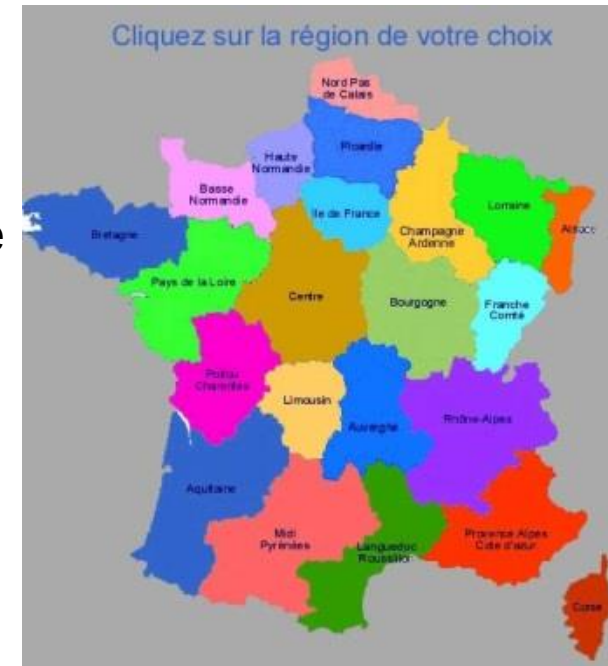 Cliquez sur la région de votre choix
Nord Pas
de Calais
Haute
Normandie
Picardie
Basse
Normandie
Ile de France
Champagne
Ardenne
Lorraine
Alsace
e
Bretagne
Pays de la Loire
Centre
Bourgogne
Franche
Comté
Poitou
Charentes
Limousin
Auvergne
Rhône-Alpes
Aquitaine
Midi
Pyrénées
Languedoc
Roussillon
Provence Alpes
Cote d'azur
Corse